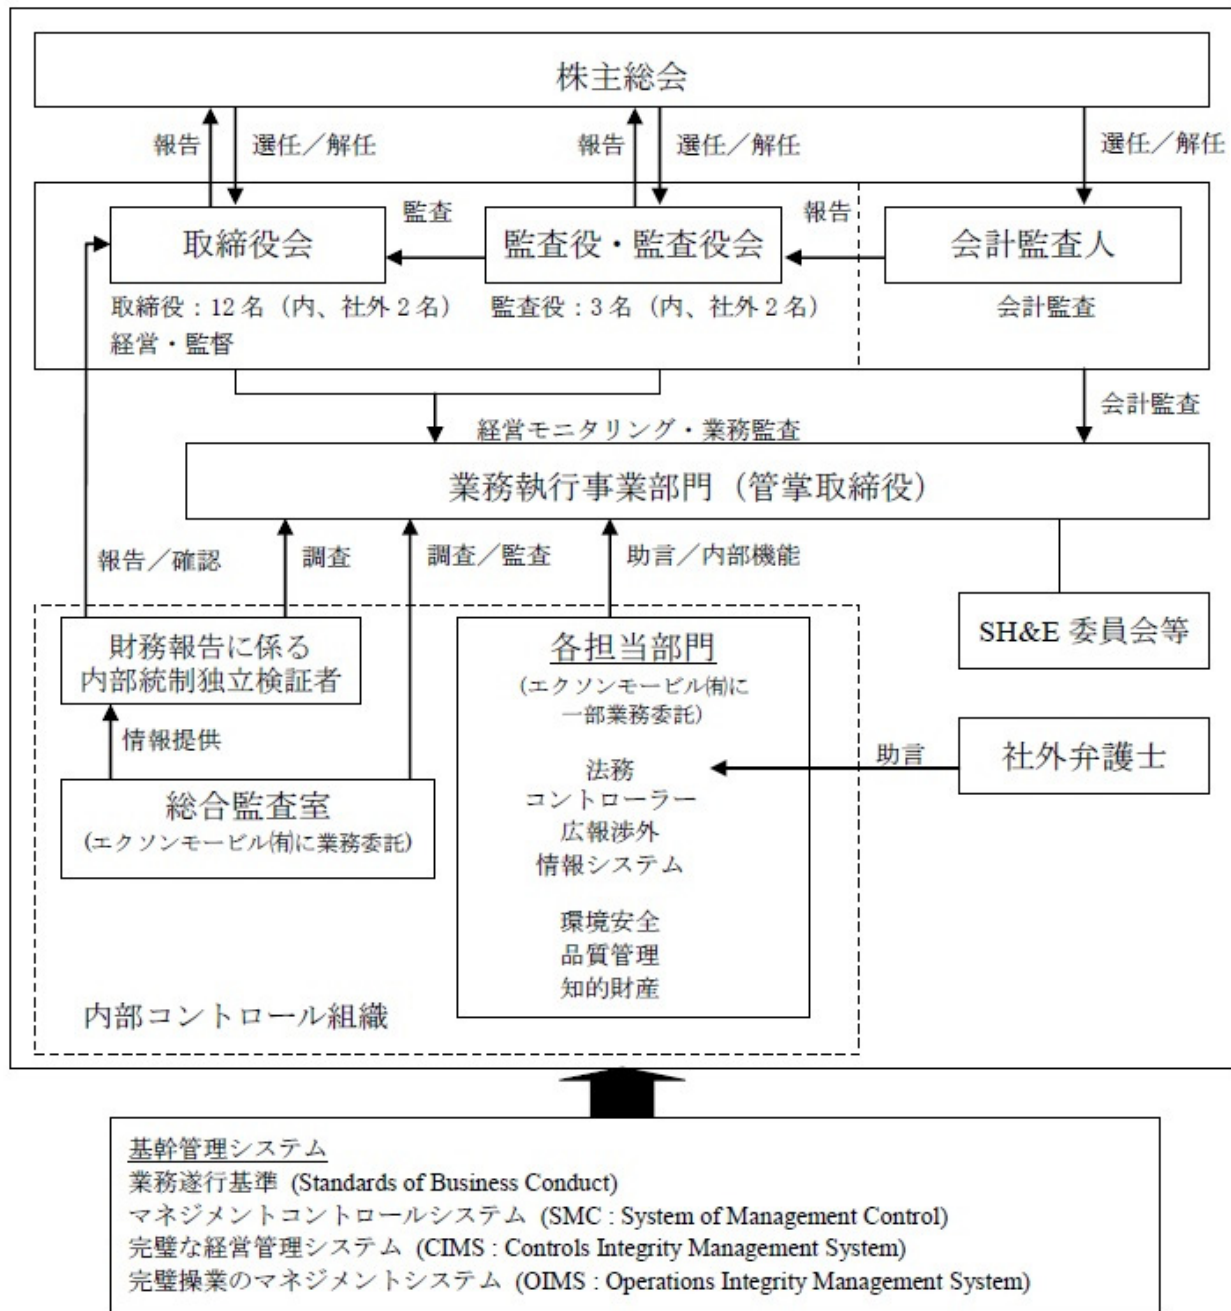 株主総会
報告
選任／解任
報告
選任／解任
選任／解任
取締役会
監査
監査役・監査役会
報告
会計監査人
取締役：12名（内、社外2名）
経営・監督
監査役：3名（内、社外2名）
会計監査
会計監査
経営モニタリング・業務監査
業務執行事業部門（管掌取締役）
報告／確認
調査
調査／監査
助言／内部機能
財務報告に係る
内部統制独立検証者
情報提供
総合監査室
(エクソンモービル㈲に業務委託)
各担当部門
(エクソンモービル㈲に
一部業務委託)
法務
コントローラー
広報渉外
情報システム
環境安全
品質管理
知的財産
SH&E 委員会等
助言
社外弁護士
内部コントロール組織
基幹管理システム
業務遂行基準 (Standards of Business Conduct)
マネジメントコントロールシステム (SMC : System of Management Control)
完璧な経営管理システム (CIMS : Controls Integrity Management System)
完璧操業のマネジメントシステム (OIMS : Operations Integrity Management System)